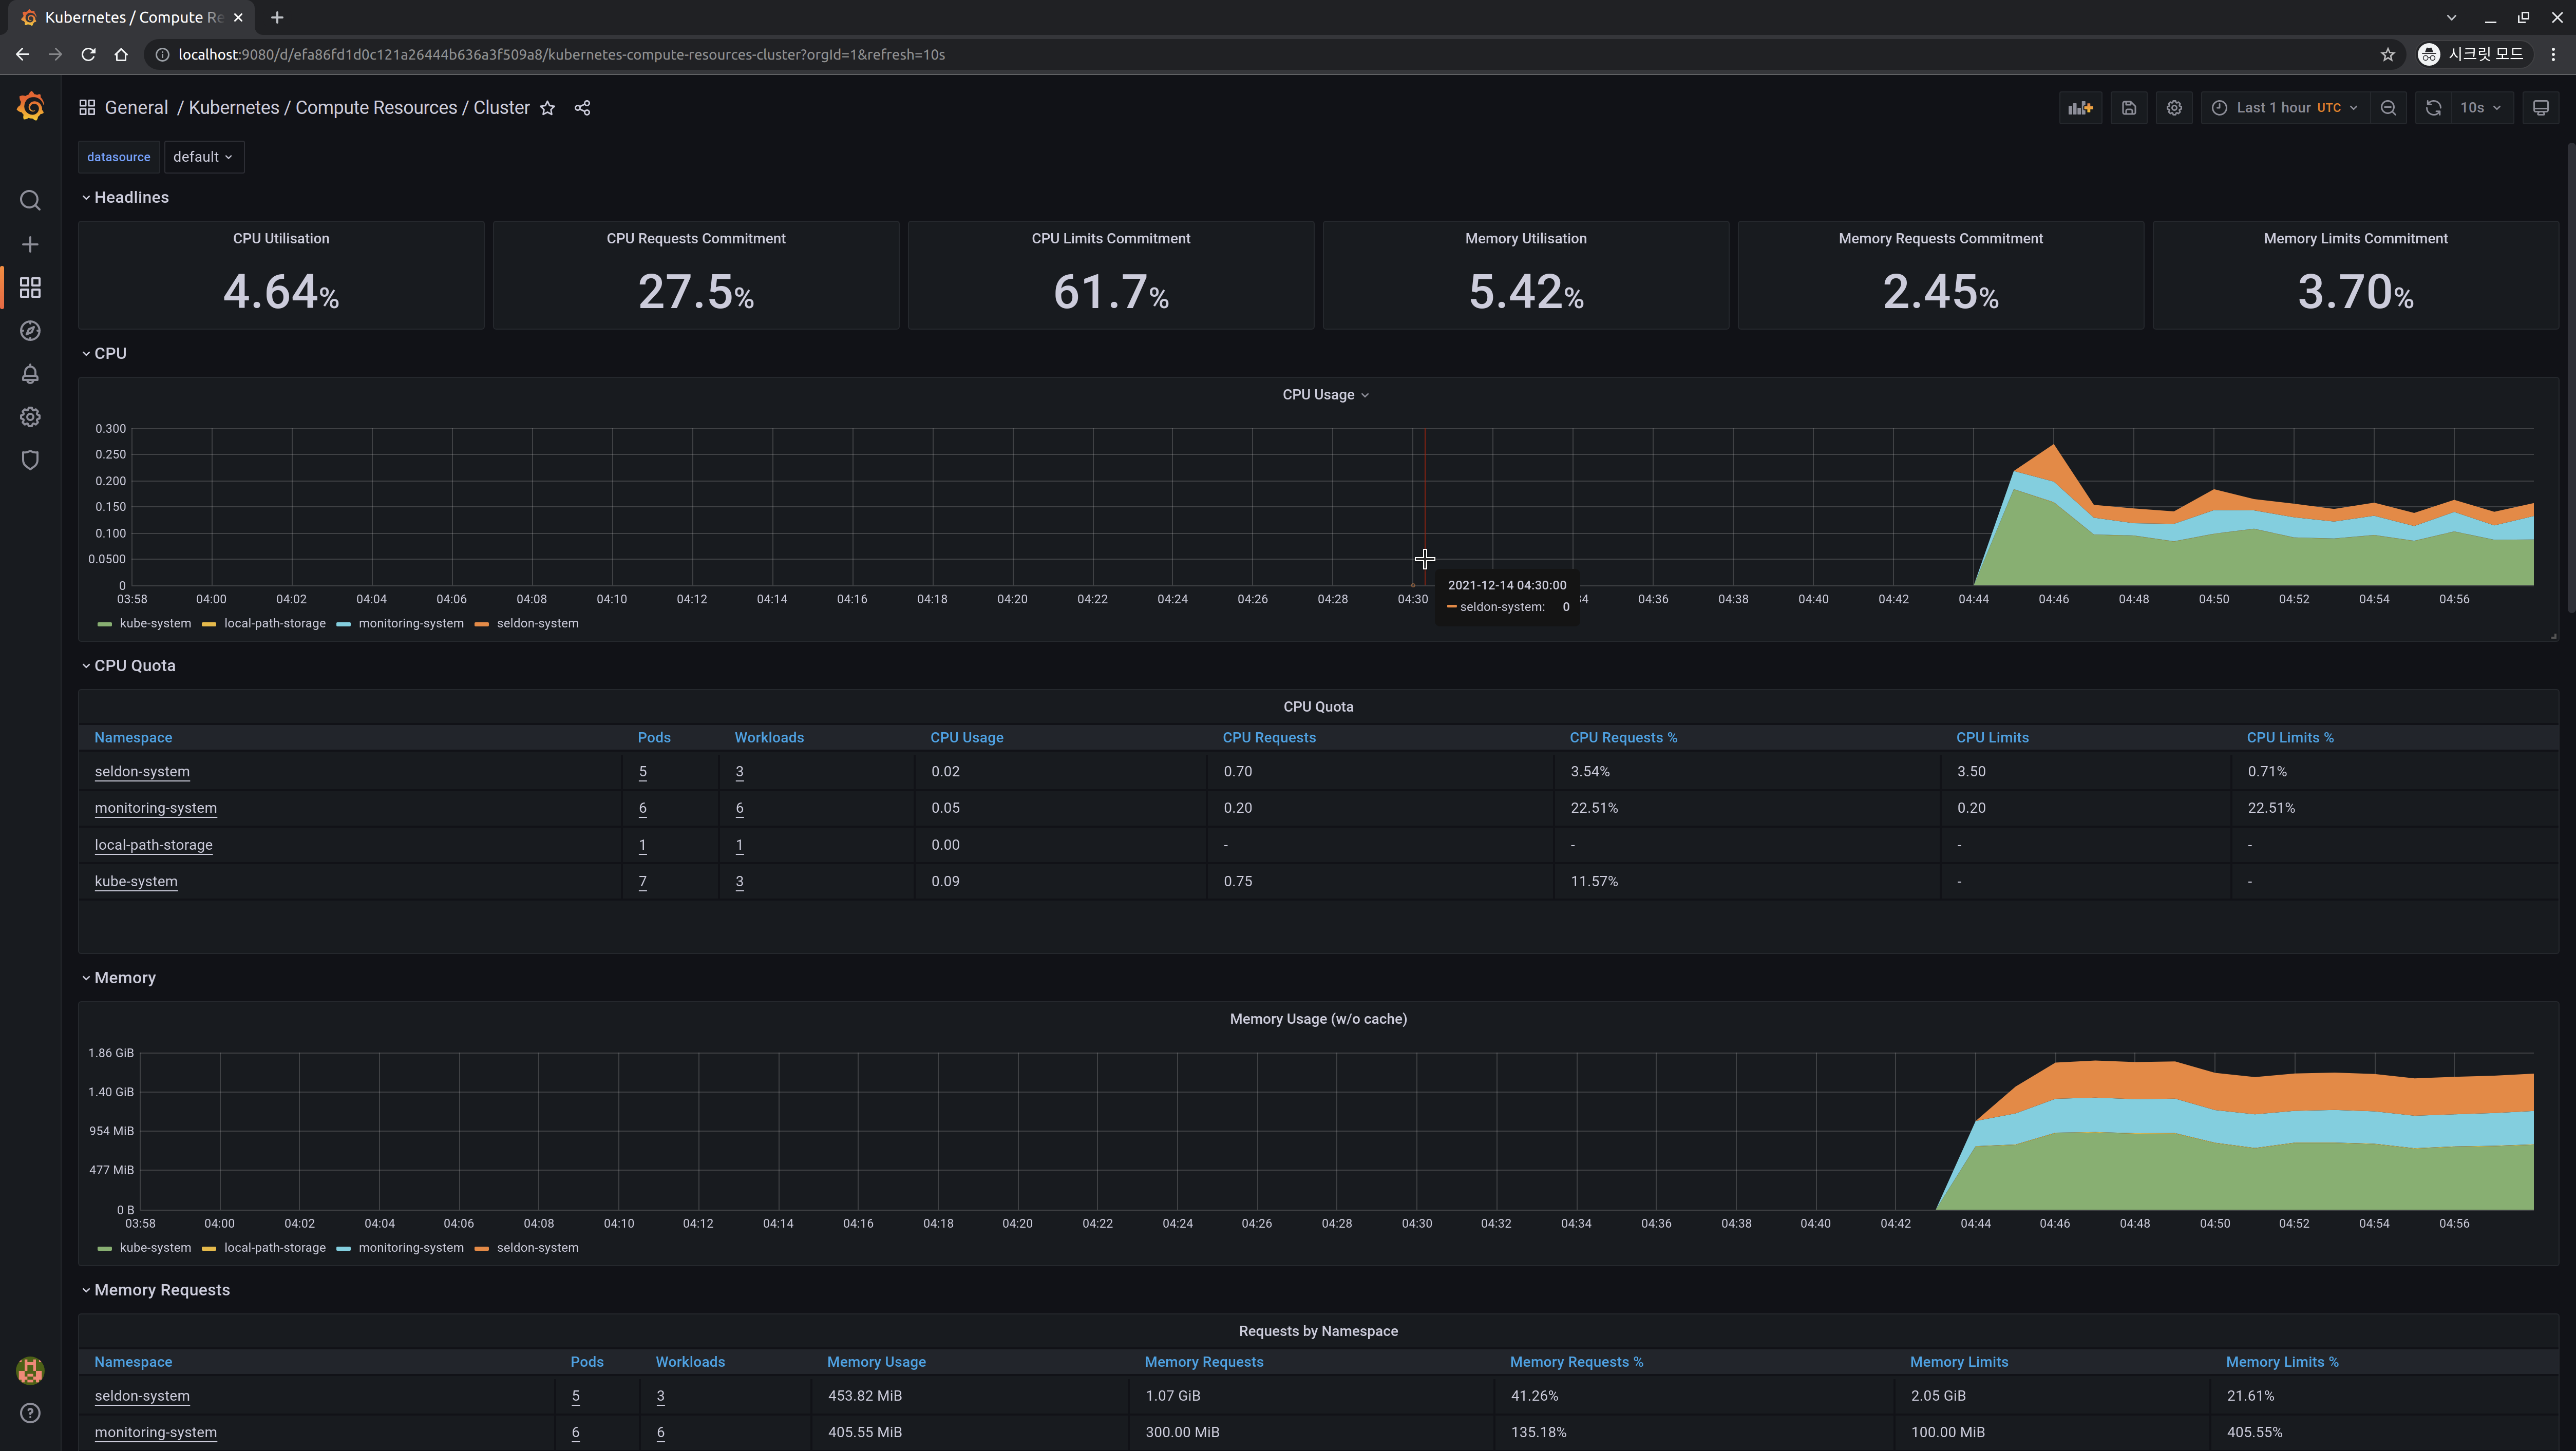 Kubernetes / Compute Re
localhost:9080/d/efa86fd1d0c121a26444b636a3f509a8/kubernetes-compute-resources-cluster?orgId=1&refresh=10s
시크릿 모드
General / Kubernetes / Compute Resources / Cluster
Last 1 hour UTC
10s
datasource default
Headlines
CPU Utilisation CPU Requests Commitment CPU Limits Commitment Memory Utilisation Memory Requests Commitment Memory Limits Commitment
4.64% 27.5% 61.7% 5.42% 2.45% 3.70%
CPU
CPU Usage
0.300
0.250
0.200
0.150
0.100
0.0500
0
03:58 04:00 04:02 04:04 04:06 04:08 04:10 04:12 04:14 04:16 04:18 04:20 04:22 04:24 04:26 04:28 04:30 34 04:36 04:38 04:40 04:42 04:44 04:46 04:48 04:50 04:52 04:54 04:56
2021-12-14 04:30:00
seldon-system: 0
kube-system local-path-storage monitoring-system seldon-system
CPU Quota
CPU Quota
Namespace Pods Workloads CPU Usage CPU Requests CPU Requests % CPU Limits CPU Limits %
seldon-system 5 3 0.02 0.70 3.54% 3.50 0.71%
monitoring-system 6 6 0.05 0.20 22.51% 0.20 22.51%
local-path-storage 1 1 0.00 - - - -
kube-system 7 3 0.09 0.75 11.57% - -
Memory
Memory Usage (w/o cache)
1.86 GiB
1.40 GiB
954 MiB
477 MiB
0 B
03:58 04:00 04:02 04:04 04:06 04:08 04:10 04:12 04:14 04:16 04:18 04:20 04:22 04:24 04:26 04:28 04:30 04:32 04:34 04:36 04:38 04:40 04:42 04:44 04:46 04:48 04:50 04:52 04:54 04:56
kube-system local-path-storage monitoring-system seldon-system
Memory Requests
Requests by Namespace
Namespace Pods Workloads Memory Usage Memory Requests Memory Requests % Memory Limits Memory Limits %
seldon-system 5 3 453.82 MiB 1.07 GiB 41.26% 2.05 GiB 21.61%
monitoring-system 6 6 405.55 MiB 300.00 MiB 135.18% 100.00 MiB 405.55%